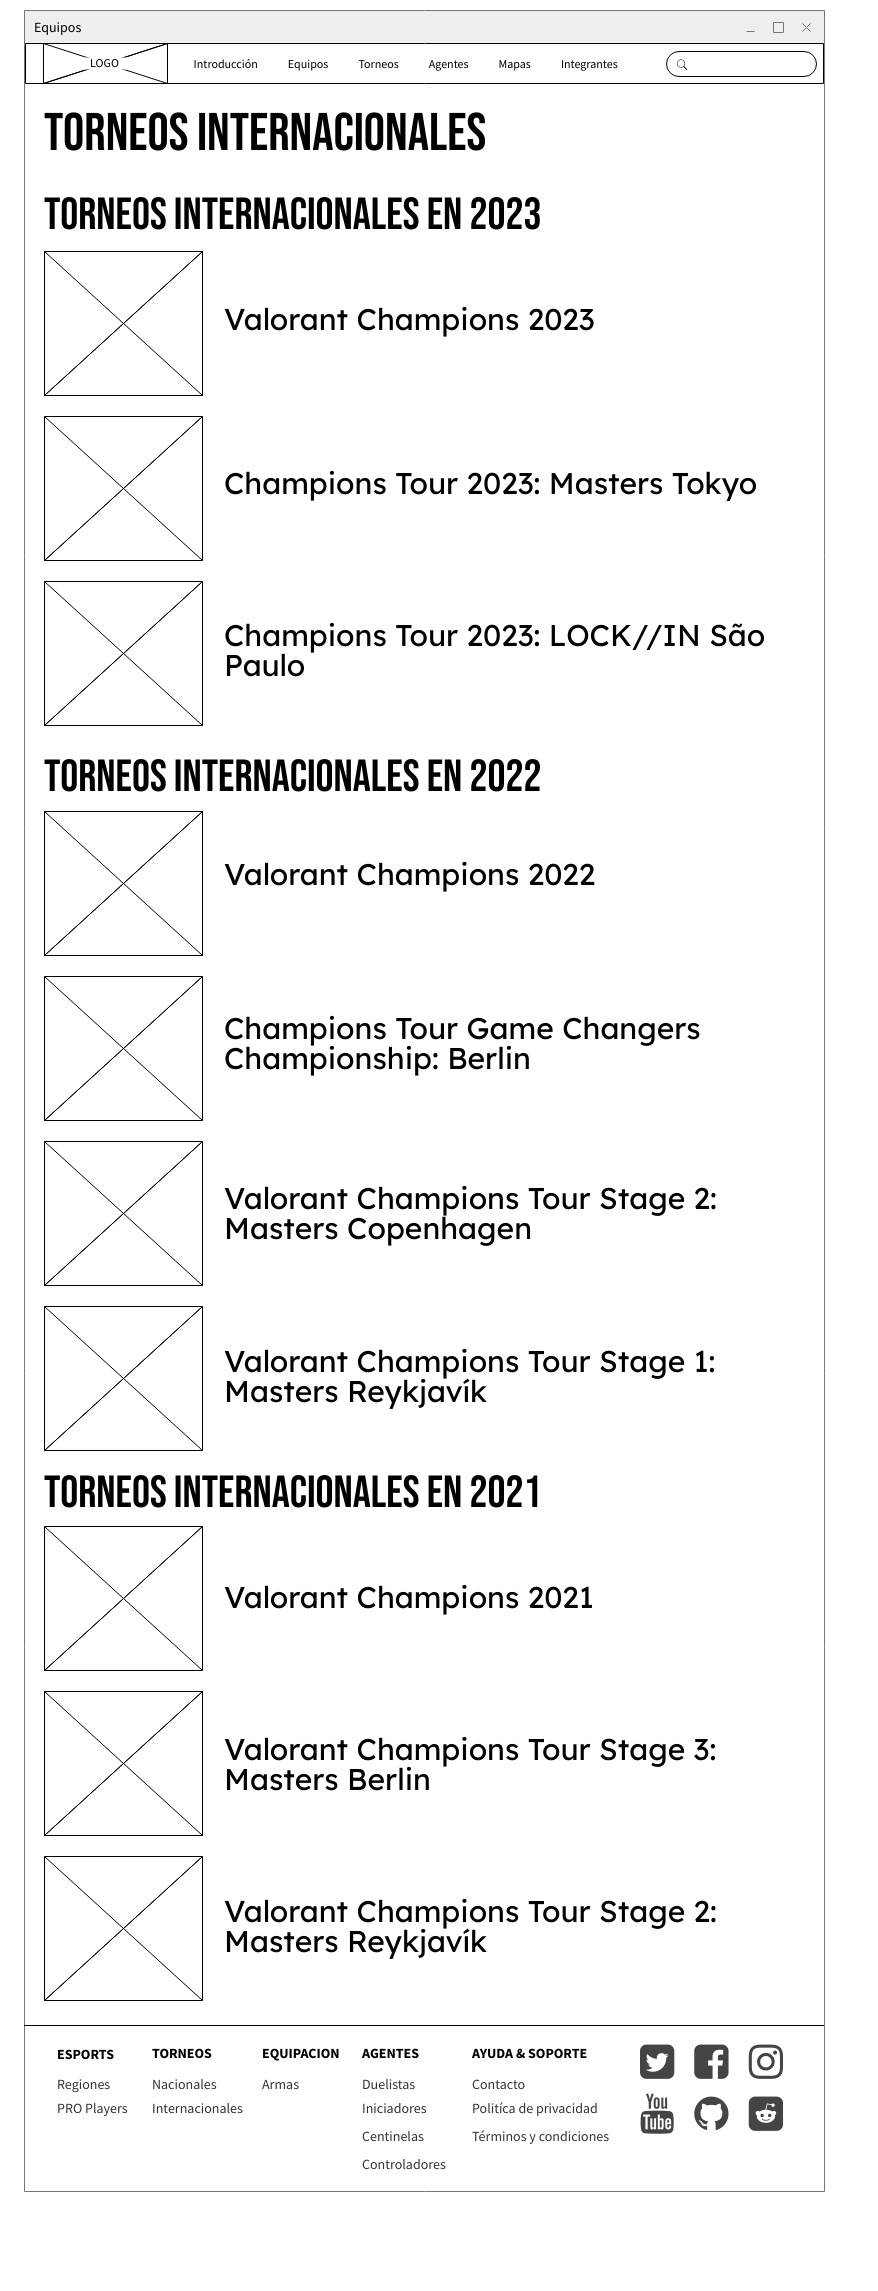 Equipos
LOGO
Introducción Equipos Torneos Agentes Mapas Integrantes
TORNEOS INTERNACIONALES
TORNEOS INTERNACIONALES EN 2023
Valorant Champions 2023
Champions Tour 2023: Masters Tokyo
Champions Tour 2023: LOCK//IN São
Paulo
TORNEOS INTERNACIONALES EN 2022
Valorant Champions 2022
Champions Tour Game Changers
Championship: Berlin
Valorant Champions Tour Stage 2:
Masters Copenhagen
Valorant Champions Tour Stage 1:
Masters Reykjavík
TORNEOS INTERNACIONALES EN 2021
Valorant Champions 2021
Valorant Champions Tour Stage 3:
Masters Berlin
Valorant Champions Tour Stage 2:
Masters Reykjavík
ESPORTS
Regiones
PRO Players
TORNEOS
Nacionales
Internacionales
EQUIPACION
Armas
AGENTES
Duelistas
Iniciadores
Centinelas
Controladores
AYUDA & SOPORTE
Contacto
Politíca de privacidad
Términos y condiciones
You
Tube